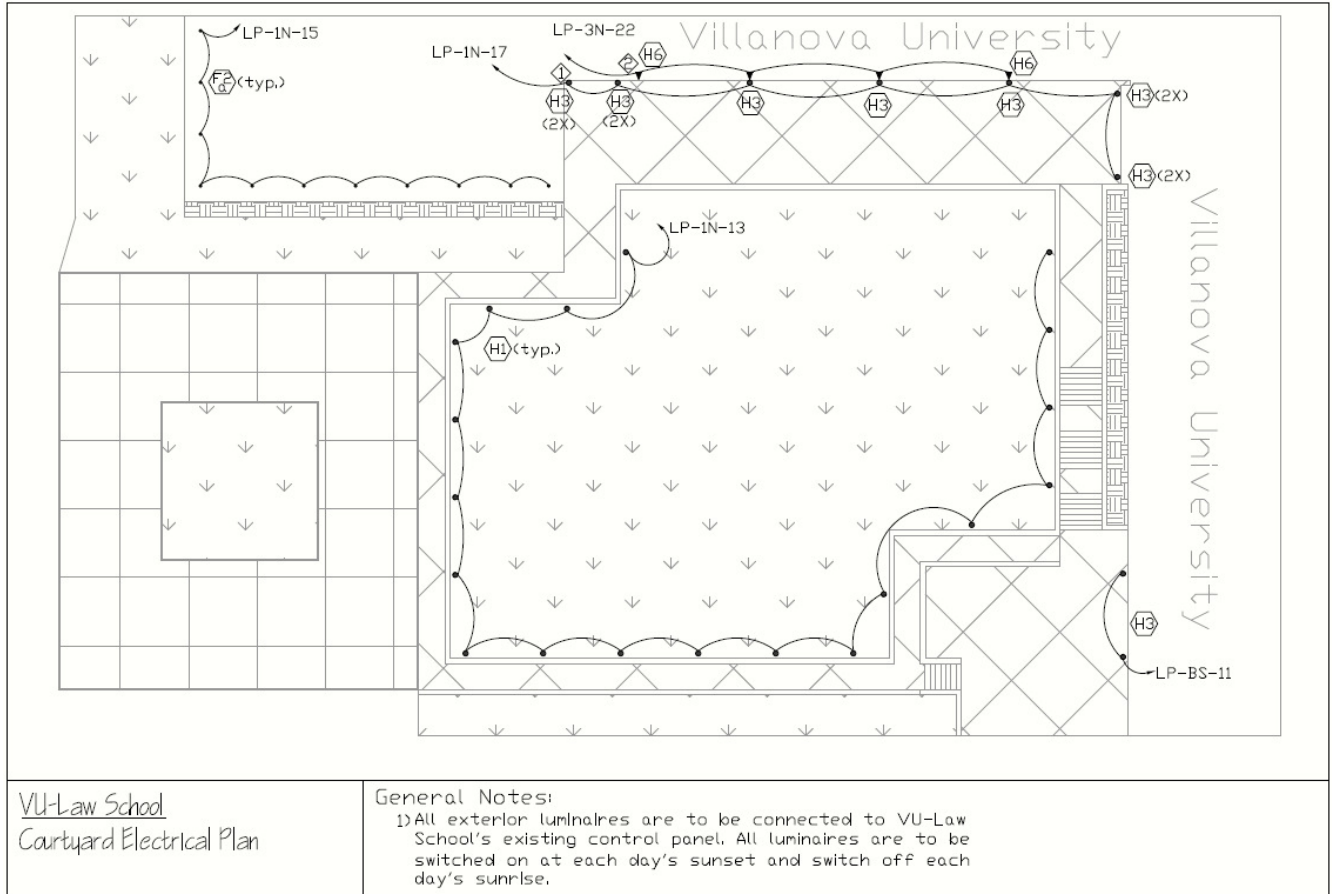 Villanova University
LP-1N-15
LP-3N-22
LP-1N-17
F2
a
(typ.)
1
2
H6
H6
H3
(2X)
H3
(2X)
H3
H3
H3
H3(2X)
H3(2X)
Villanova University
LP-1N-13
H1(typ.)
H3
LP-BS-11
VU-Law School
Courtyard Electrical Plan
General Notes:
1) All exterior luminaires are to be connected to VU-Law
School's existing control panel. All luminaires are to be
switched on at each day's sunset and switch off each
day's sunrise.